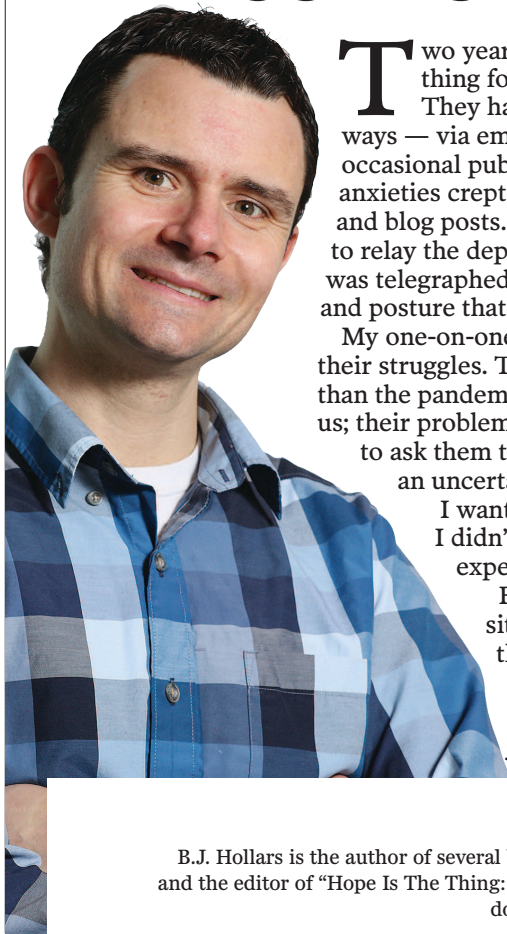 Two year
thing fo
They ha
ways — via em
occasional pub
anxieties crept
and blog posts.
to relay the dep
was telegraphed
and posture that
My one-on-one
their struggles. T
than the pandem
us; their problem
to ask them t
an uncerta
I want
I didn’
expe
sit
th
B.J. Hollars is the author of several
and the editor of “Hope Is The Thing:
do